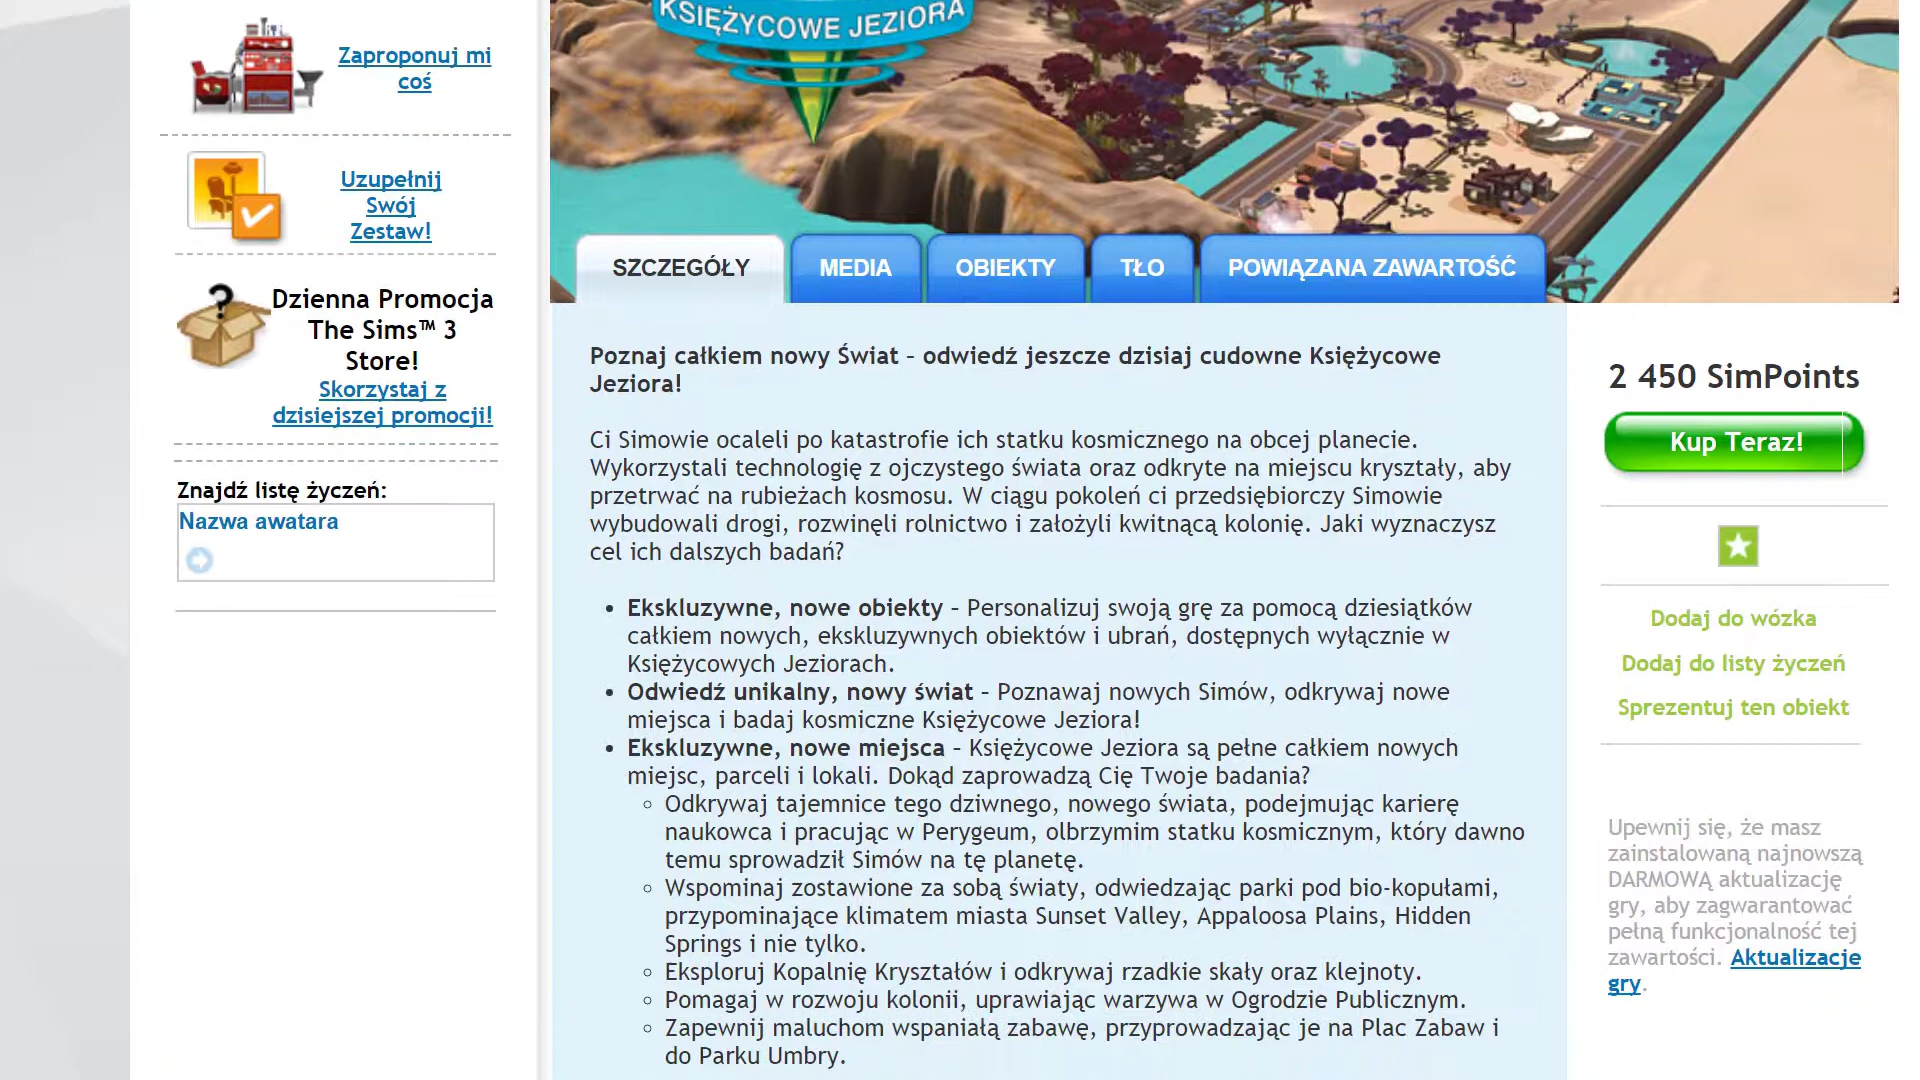 Zaproponuj mi
coś
Uzupełnij
Swój
Zestaw!
Dzienna Promocja
The Sims™ 3
Store!
Skorzystaj z
dzisiejszej promocji!
Znajdź listę życzeń:
Nazwa awatara
KSIĘŻYCOWE JEZIORA
SZCZEGÓŁY
MEDIA
OBIEKTY
TŁO
POWIĄZANA ZAWARTOŚĆ
Poznaj całkiem nowy Świat – odwiedź jeszcze dzisiaj cudowne Księżycowe
Jeziora!
Ci Simowie ocaleli po katastrofie ich statku kosmicznego na obcej planecie.
Wykorzystali technologię z ojczystego świata oraz odkryte na miejscu kryształy, aby
przetrwać na rubieżach kosmosu. W ciągu pokoleń ci przedsiębiorczy Simowie
wybudowali drogi, rozwinęli rolnictwo i założyli kwitnącą kolonię. Jaki wyznaczysz
cel ich dalszych badań?
• Ekskluzywne, nowe obiekty – Personalizuj swoją grę za pomocą dziesiątków
całkiem nowych, ekskluzywnych obiektów i ubrań, dostępnych wyłącznie w
Księżycowych Jeziorach.
• Odwiedź unikalny, nowy świat – Poznawaj nowych Simów, odkrywaj nowe
miejsca i badaj kosmiczne Księżycowe Jeziora!
• Ekskluzywne, nowe miejsca – Księżycowe Jeziora są pełne całkiem nowych
miejsc, parceli i lokali. Dokąd zaprowadzą Cię Twoje badania?
◦ Odkrywaj tajemnice tego dziwnego, nowego świata, podejmując karierę
naukowca i pracując w Perygeum, olbrzymim statku kosmicznym, który dawno
temu sprowadził Simów na tę planetę.
◦ Wspominaj zostawione za sobą światy, odwiedzając parki pod bio-kopułami,
przypominające klimatem miasta Sunset Valley, Appaloosa Plains, Hidden
Springs i nie tylko.
◦ Eksploruj Kopalnię Kryształów i odkrywaj rzadkie skały oraz klejnoty.
◦ Pomagaj w rozwoju kolonii, uprawiając warzywa w Ogrodzie Publicznym.
◦ Zapewnij maluchom wspaniałą zabawę, przyprowadzając je na Plac Zabaw i
do Parku Umbry.
2 450 SimPoints
Kup Teraz!
Dodaj do wózka
Dodaj do listy życzeń
Sprezentuj ten obiekt
Upewnij się, że masz
zainstalowaną najnowszą
DARMOWĄ aktualizację
gry, aby zagwarantować
pełną funkcjonalność tej
zawartości. Aktualizacje
gry.